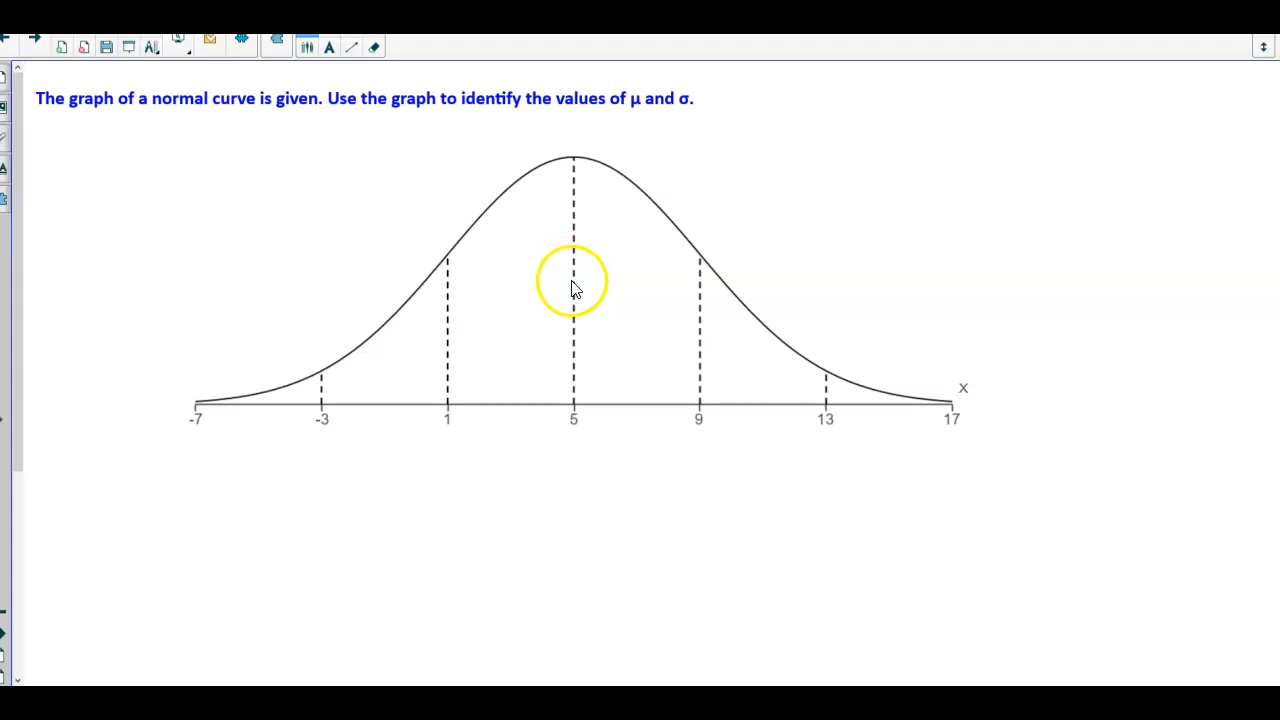 The graph of a normal curve is given. Use the graph to identify the values of μ and σ.
x
-7 -3 1 5 9 13 17